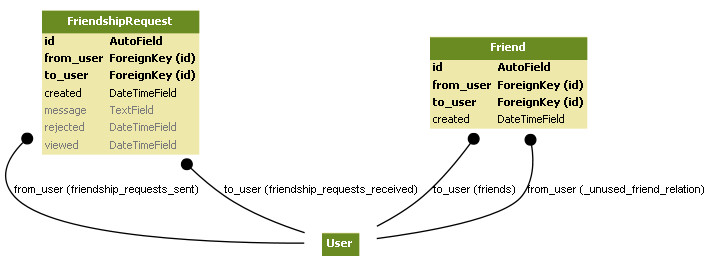 FriendshipRequest
id AutoField
from_user ForeignKey (id)
to_user ForeignKey (id)
created DateTimeField
message TextField
rejected DateTimeField
viewed DateTimeField
Friend
id AutoField
from_user ForeignKey (id)
to_user ForeignKey (id)
created DateTimeField
from_user (friendship_requests_sent)
to_user (friendship_requests_received)
to_user (friends)
from_user (_unused_friend_relation)
User